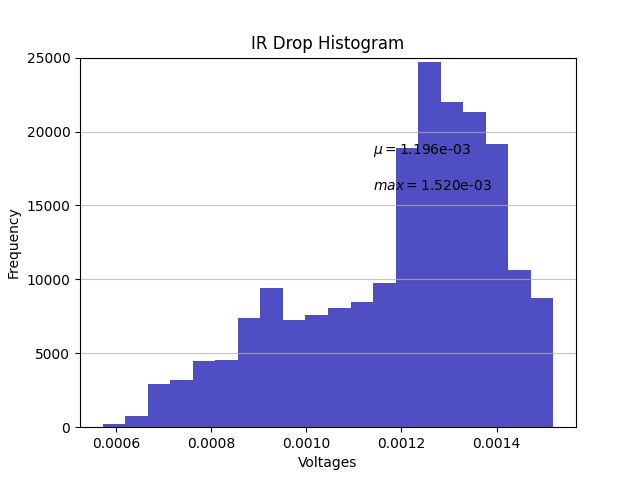 IR Drop Histogram
25000
20000
15000
10000
5000
0
Frequency
μ = 1.196e-03
max = 1.520e-03
0.0006 0.0008 0.0010 0.0012 0.0014
Voltages